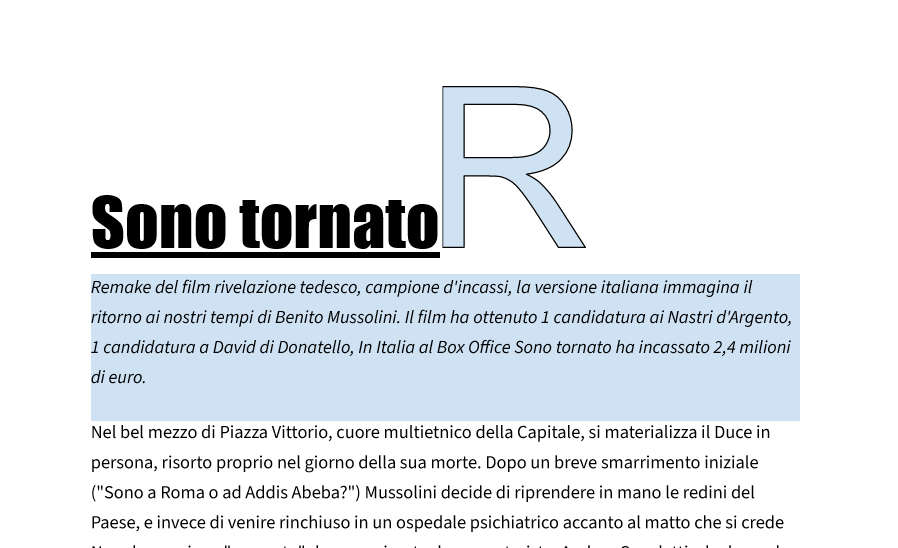 Sono tornato R
Remake del film rivelazione tedesco, campione d'incassi, la versione italiana immagina il
ritorno ai nostri tempi di Benito Mussolini. Il film ha ottenuto 1 candidatura ai Nastri d'Argento,
1 candidatura a David di Donatello, In Italia al Box Office Sono tornato ha incassato 2,4 milioni
di euro.
Nel bel mezzo di Piazza Vittorio, cuore multietnico della Capitale, si materializza il Duce in
persona, risorto proprio nel giorno della sua morte. Dopo un breve smarrimento iniziale
("Sono a Roma o ad Addis Abeba?") Mussolini decide di riprendere in mano le redini del
Paese, e invece di venire rinchiuso in un ospedale psichiatrico accanto al matto che si crede